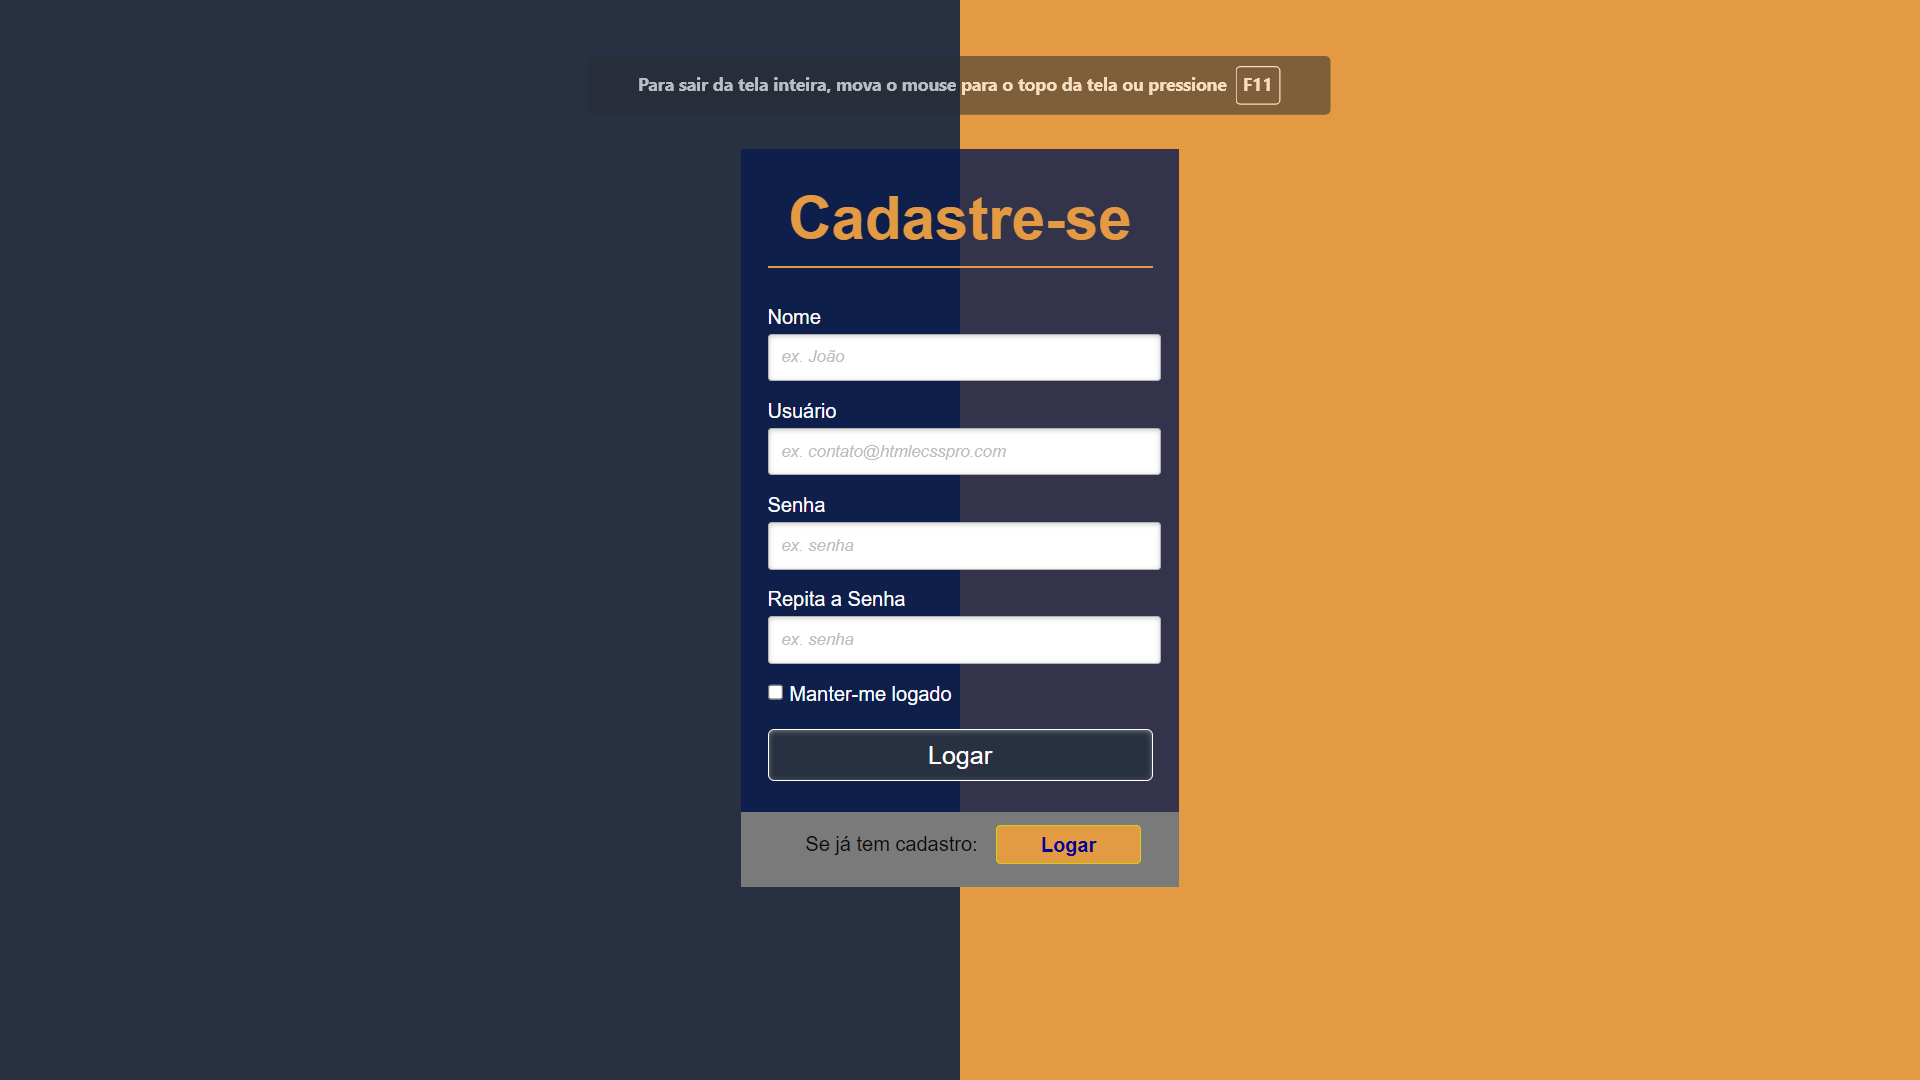 Para sair da tela inteira, mova o mouse para o topo da tela ou pressione F11
Cadastre-se
Nome
ex. João
Usuário
ex. contato@htmlecsspro.com
Senha
ex. senha
Repita a Senha
ex. senha
Manter-me logado
Logar
Se já tem cadastro: Logar